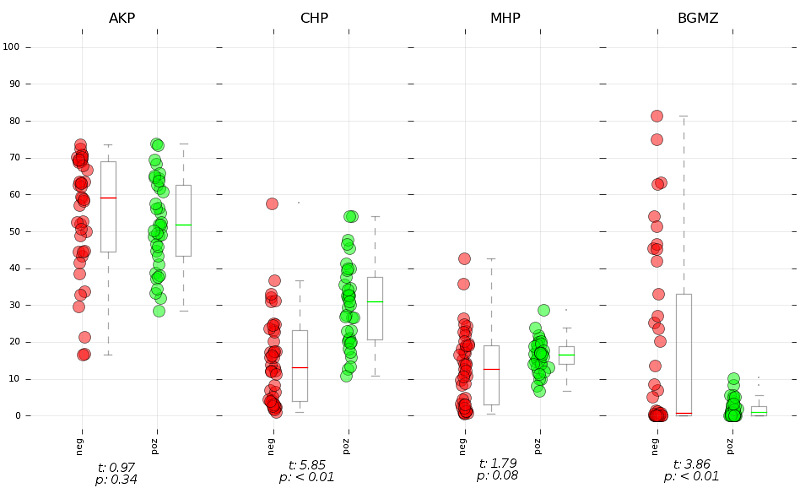 AKP CHP MHP BGMZ
100
90
80
70
60
50
40
30
20
10
0
neg poz neg poz neg poz neg poz
t: 0.97 t: 5.85 t: 1.79 t: 3.86
p: 0.34 p: < 0.01 p: 0.08 p: < 0.01